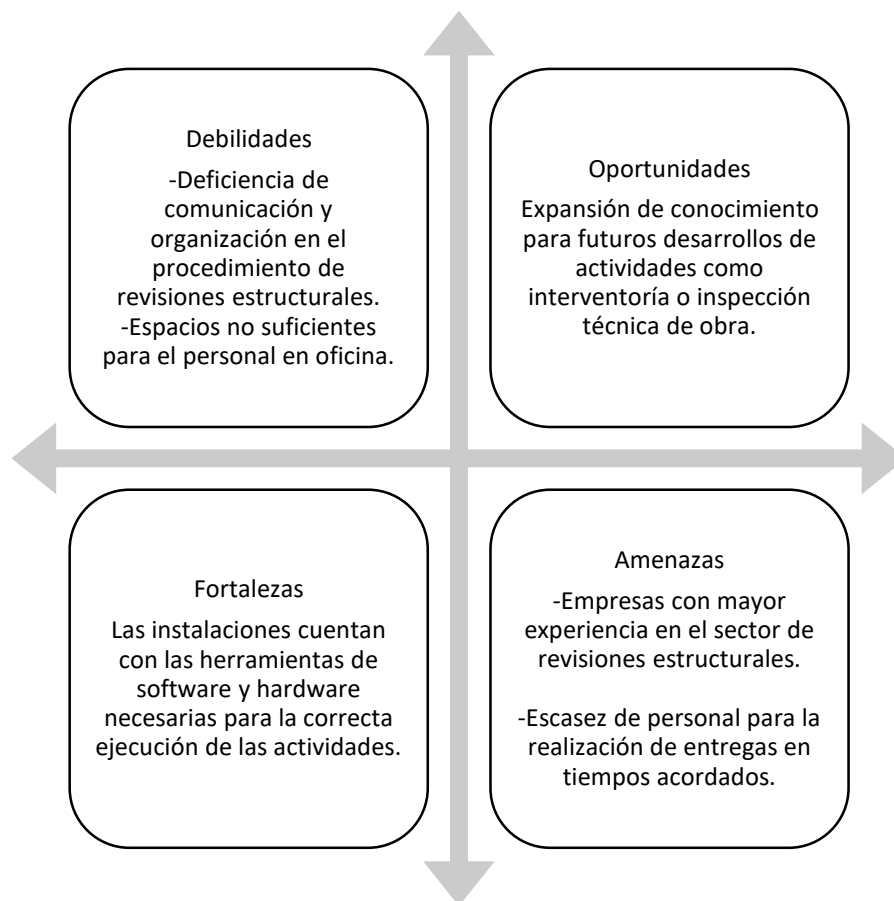 Debilidades
-Deficiencia de
comunicación y
organización en el
procedimiento de
revisiones estructurales.
-Espacios no suficientes
para el personal en oficina.
Oportunidades
Expansión de conocimiento
para futuros desarrollos de
actividades como
interventoría o inspección
técnica de obra.
Fortalezas
Las instalaciones cuentan
con las herramientas de
software y hardware
necesarias para la correcta
ejecución de las actividades.
Amenazas
-Empresas con mayor
experiencia en el sector de
revisiones estructurales.
-Escasez de personal para la
realización de entregas en
tiempos acordados.